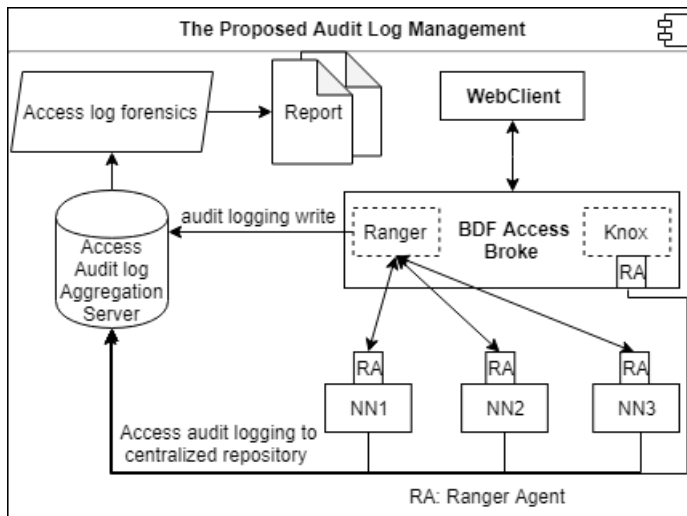 The Proposed Audit Log Management
Access log forensics
Report
WebClient
audit logging write
Ranger
BDF Access
Broke
Knox
RA
Access
Audit log
Aggregation
Server
RA
RA
RA
NN1
NN2
NN3
Access audit logging to
centralized repository
RA: Ranger Agent